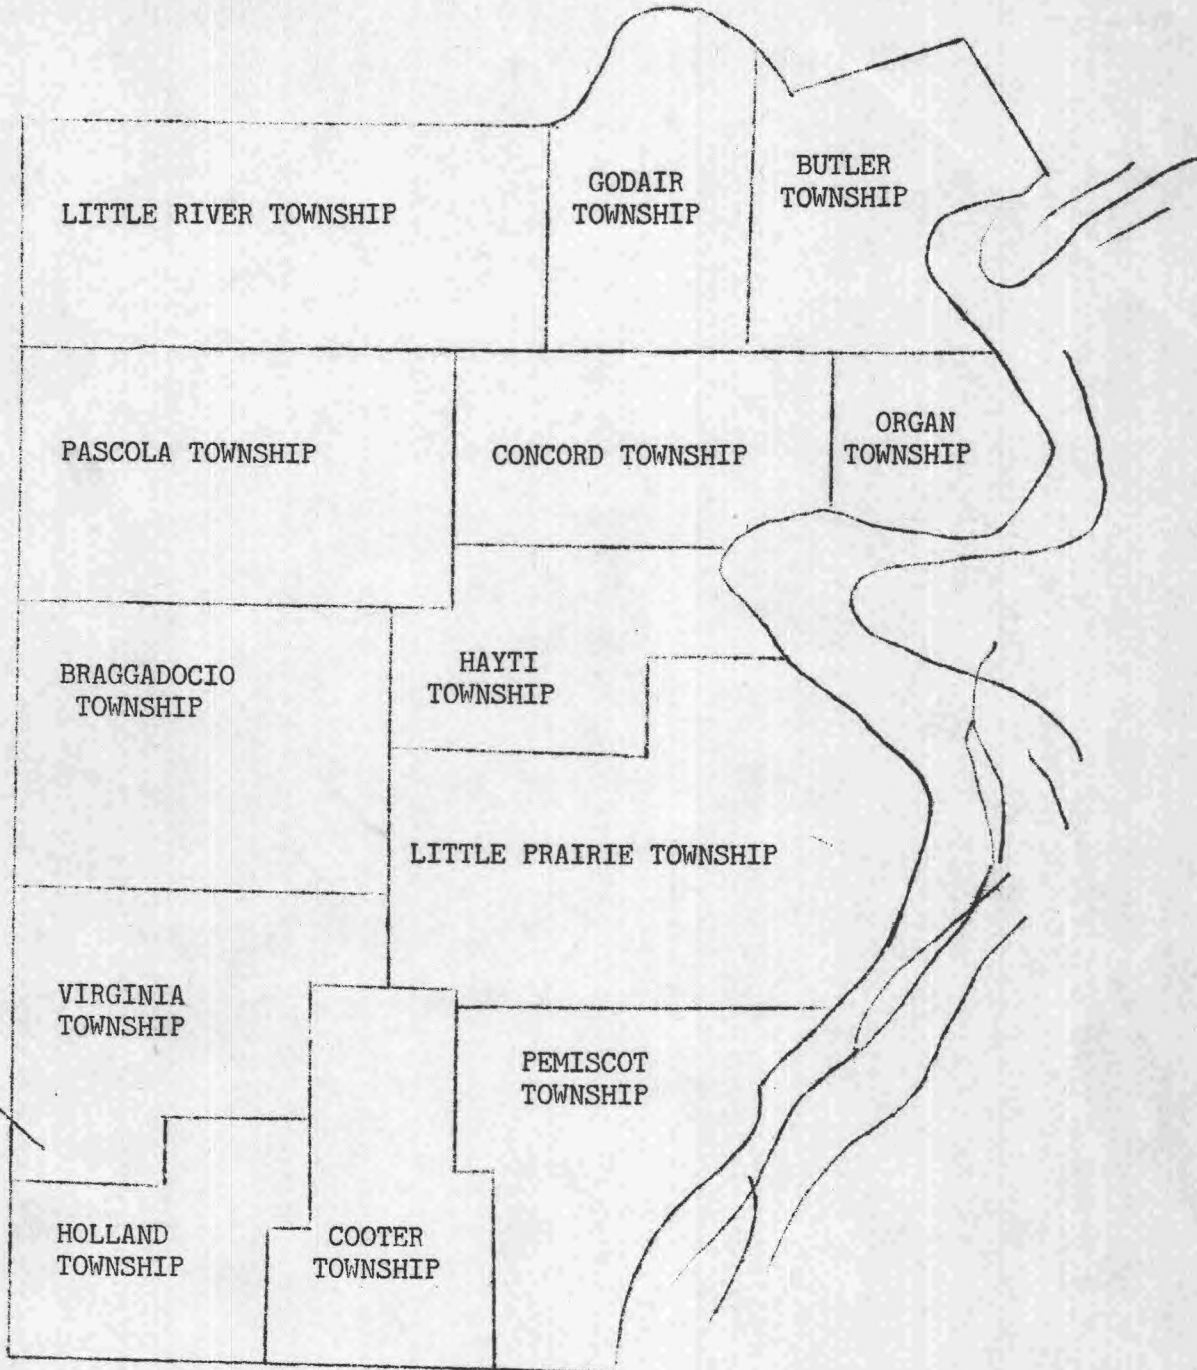 LITTLE RIVER TOWNSHIP
GODAIR
TOWNSHIP
BUTLER
TOWNSHIP
PASCOLA TOWNSHIP
CONCORD TOWNSHIP
ORGAN
TOWNSHIP
BRAGGADOCIO
TOWNSHIP
HAYTI
TOWNSHIP
LITTLE PRAIRIE TOWNSHIP
VIRGINIA
TOWNSHIP
PEMISCOT
TOWNSHIP
HOLLAND
TOWNSHIP
COOTER
TOWNSHIP